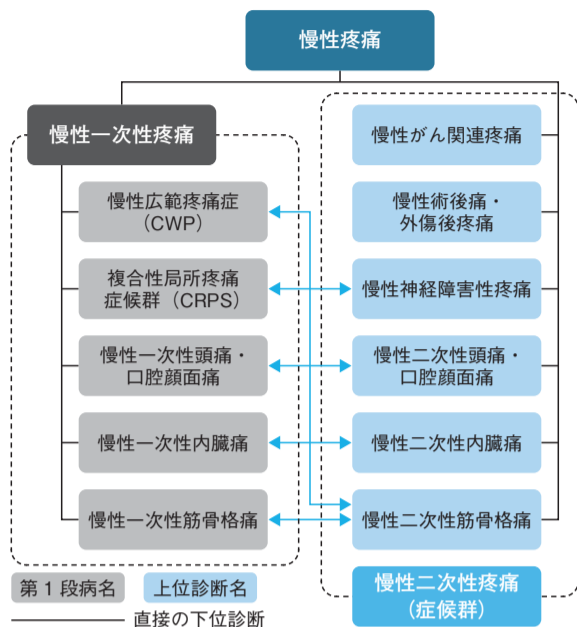 慢性疼痛
慢性一次性疼痛
慢性広範疼痛症
（CWP）
複合性局所疼痛
症候群（CRPS）
慢性一次性頭痛・
口腔顔面痛
慢性一次性内臓痛
慢性一次性筋骨格痛
慢性がん関連疼痛
慢性術後痛・
外傷後疼痛
慢性神経障害性疼痛
慢性二次性頭痛・
口腔顔面痛
慢性二次性内臓痛
慢性二次性筋骨格痛
慢性二次性疼痛
（症候群）
第1段病名
上位診断名
直接の下位診断